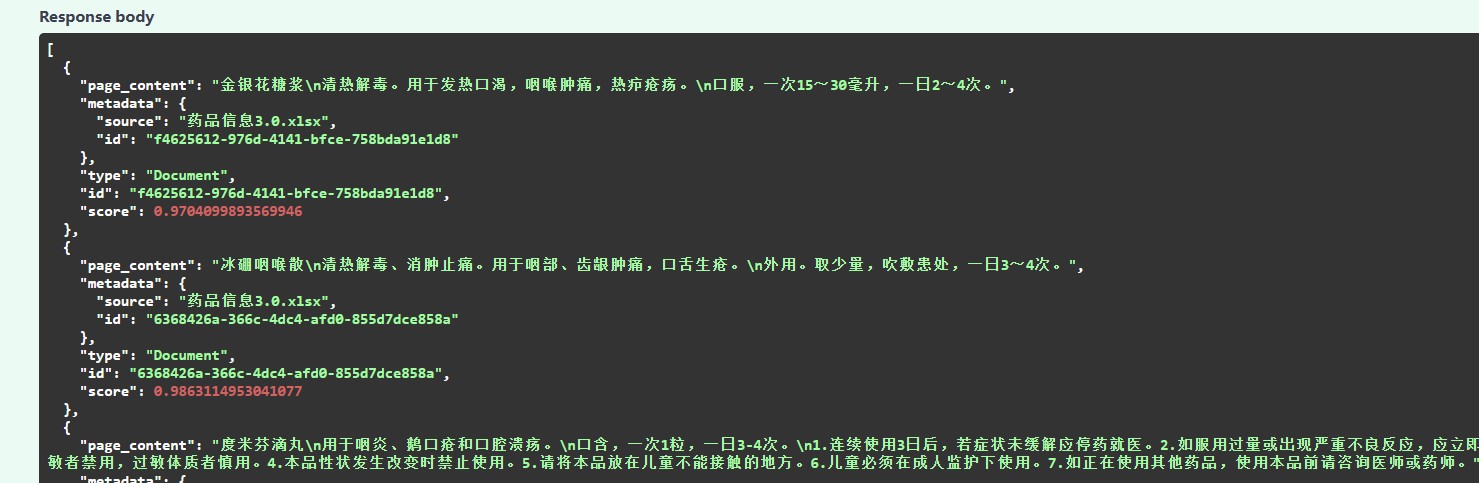 Response body
[
  {
    "page_content": "金银花糖浆\n清热解毒。用于发热口渴，咽喉肿痛，热疖疮疡。\n口服，一次15～30毫升，一日2～4次。",
    "metadata": {
      "source": "药品信息3.0.xlsx",
      "id": "f4625612-976d-4141-bfce-758bda91e1d8"
    },
    "type": "Document",
    "id": "f4625612-976d-4141-bfce-758bda91e1d8",
    "score": 0.9704099893569946
  },
  {
    "page_content": "冰硼咽喉散\n清热解毒、消肿止痛。用于咽部、齿龈肿痛，口舌生疮。\n外用。取少量，吹敷患处，一日3～4次。",
    "metadata": {
      "source": "药品信息3.0.xlsx",
      "id": "6368426a-366c-4dc4-afd0-855d7dce858a"
    },
    "type": "Document",
    "id": "6368426a-366c-4dc4-afd0-855d7dce858a",
    "score": 0.9863114953041077
  },
  {
    "page_content": "度米芬滴丸\n用于咽炎、鹅口疮和口腔溃疡。\n口含，一次1粒，一日3-4次。\n1.连续使用3日后，若症状未缓解应停药就医。2.如服用过量或出现严重不良反应，应立即
敏者禁用，过敏体质者慎用。4.本品性状发生改变时禁止使用。5.请将本品放在儿童不能接触的地方。6.儿童必须在成人监护下使用。7.如正在使用其他药品，使用本品前请咨询医师或药师。"
    "metadata": {